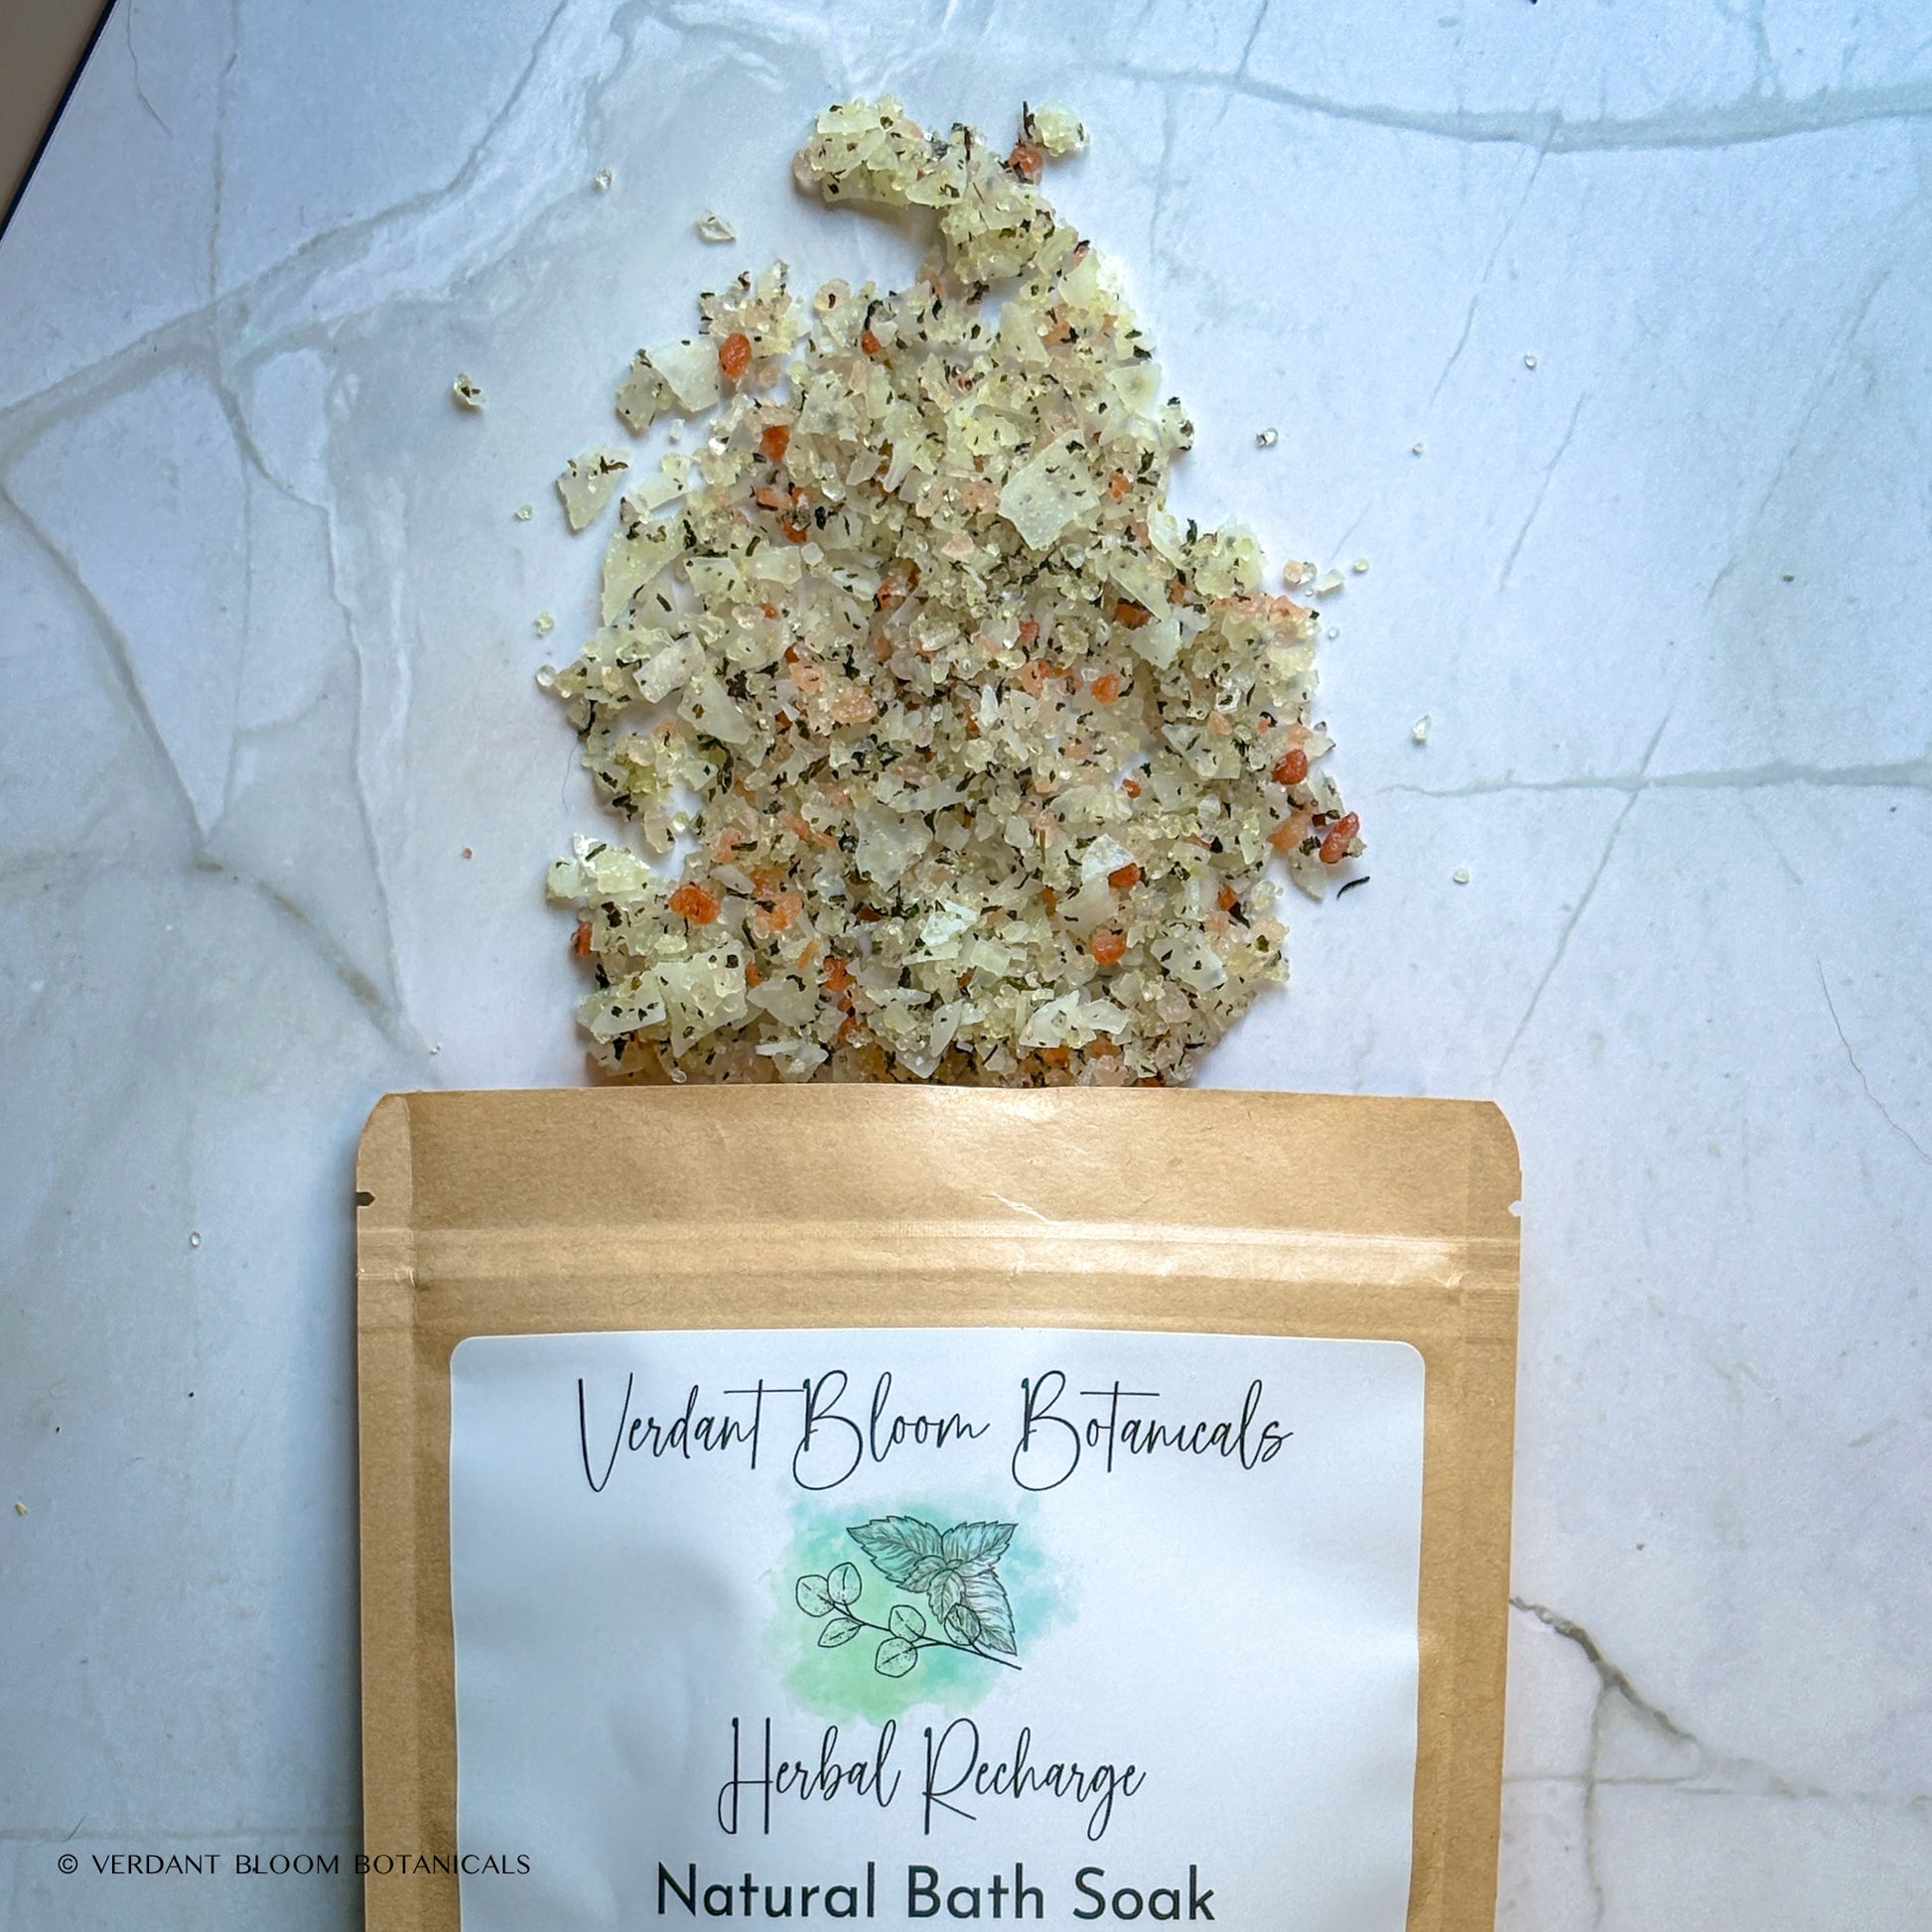 Verdant Bloom Botanicals
Herbal Recharge
Natural Bath Soak
© VERDANT BLOOM BOTANICALS